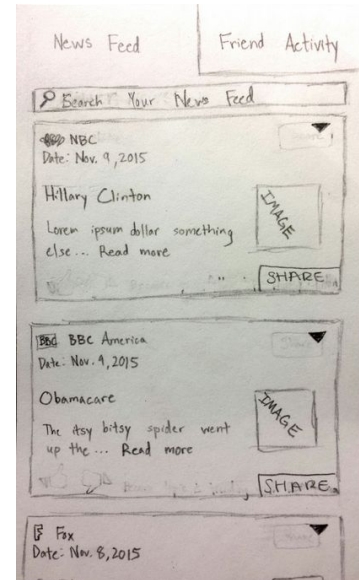 News Feed
Friend Activity
Search Your News Feed
NBC
Date: Nov. 9, 2015
Hillary Clinton
Lorem ipsum dollar something
else... Read more
IMAGE
SHARE
BBC BBC America
Date: Nov. 9, 2015
Obamacare
The itsy bitsy spider went
up the ... Read more
IMAGE
SHARE
F Fox
Date: Nov. 8, 2015